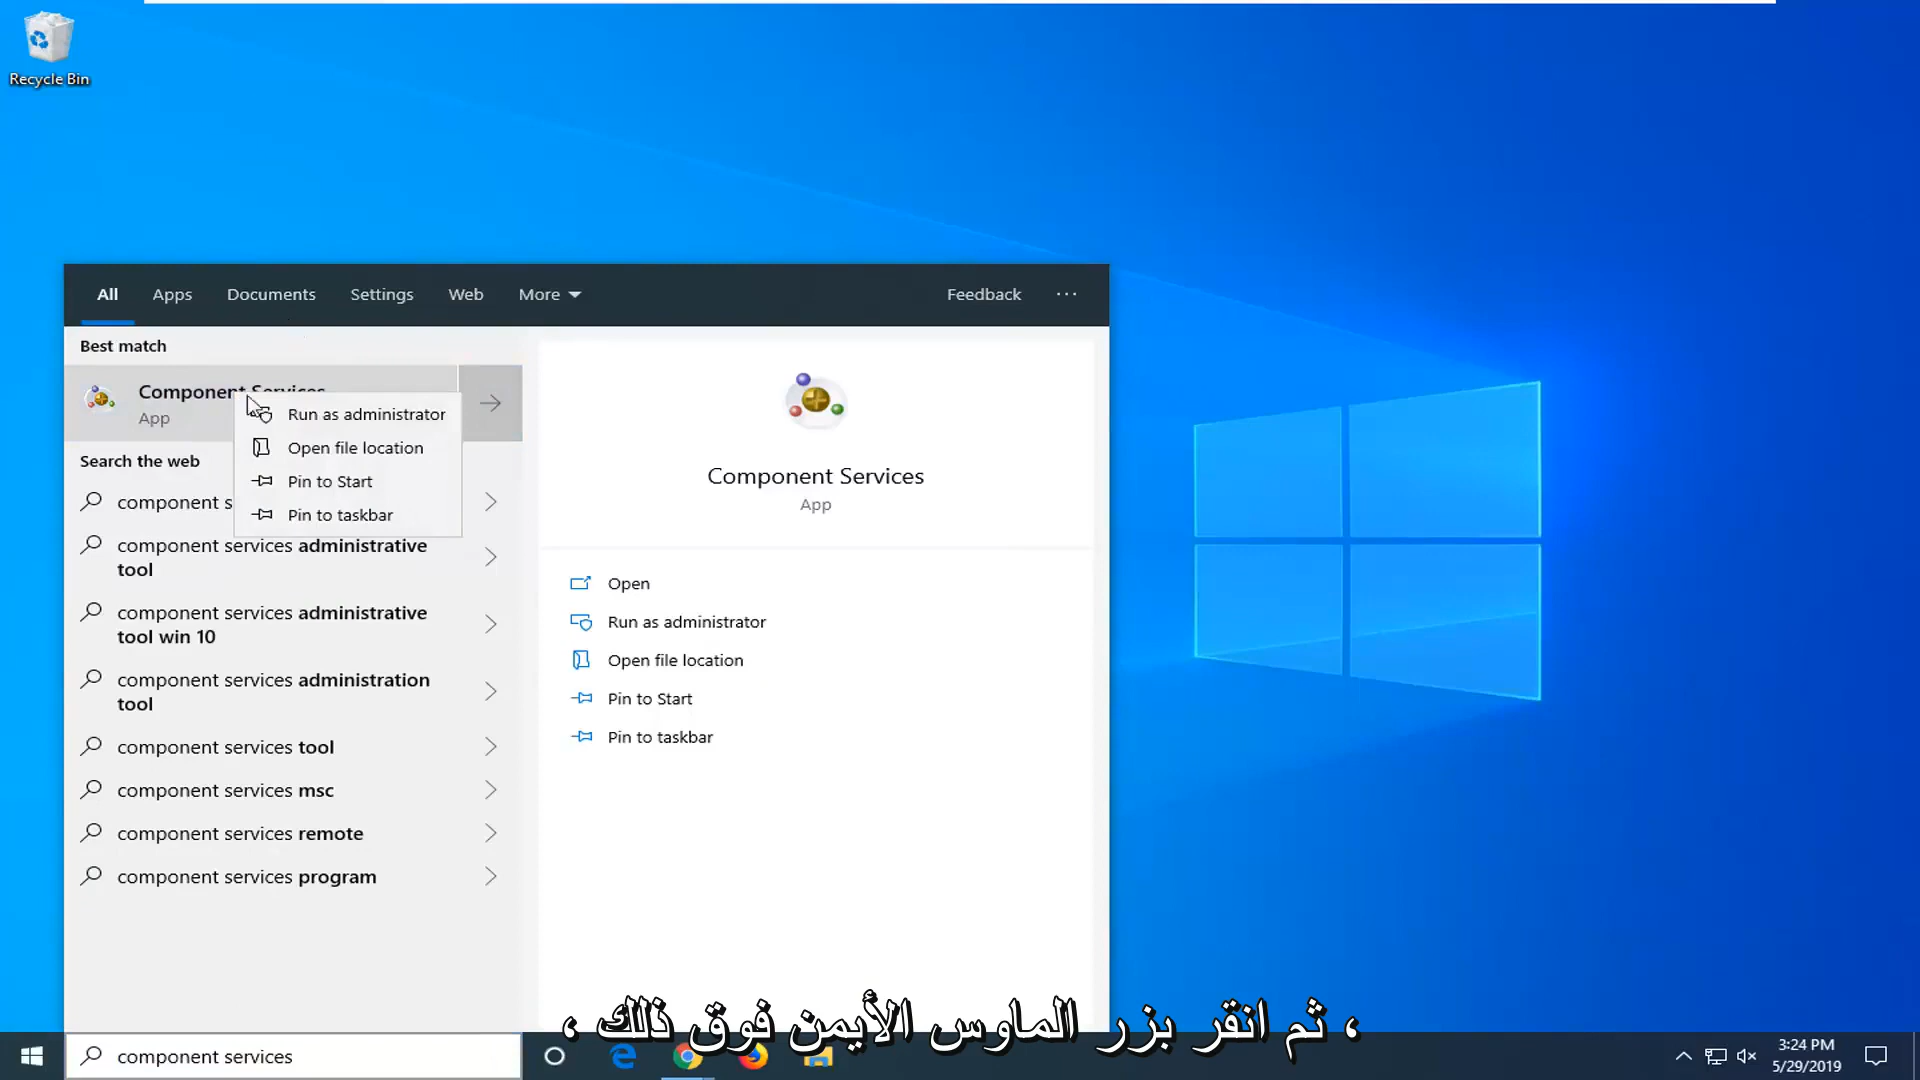 Recycle Bin
All Apps Documents Settings Web More Feedback
Best match
Component Services
App
Run as administrator
Open file location
Pin to Start
Pin to taskbar
Search the web
component s
component services administrative
tool
component services administrative
tool win 10
component services administration
tool
component services tool
component services msc
component services remote
component services program
Component Services
App
Open
Run as administrator
Open file location
Pin to Start
Pin to taskbar
، ثم انقر بزر الماوس الأيمن فوق ذلك ،
component services
3:24 PM
5/29/2019